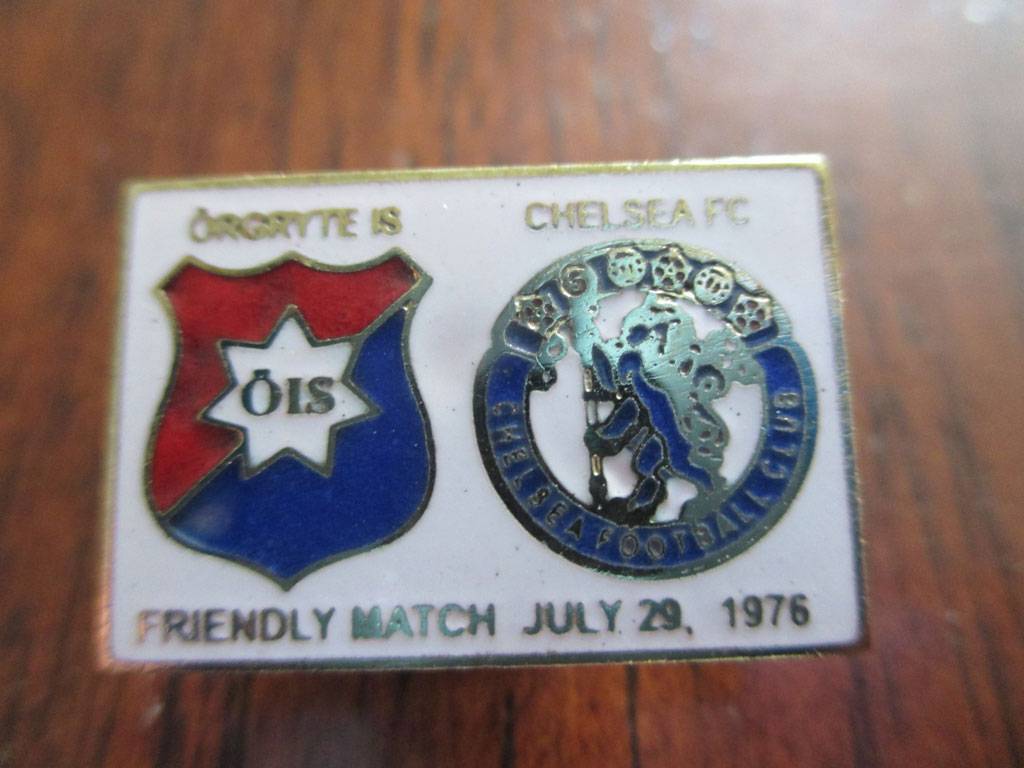 ÖRGRYTE IS
CHELSEA FC
ÖIS
CHELSEA FOOTBALL CLUB
FRIENDLY MATCH JULY 29, 1976